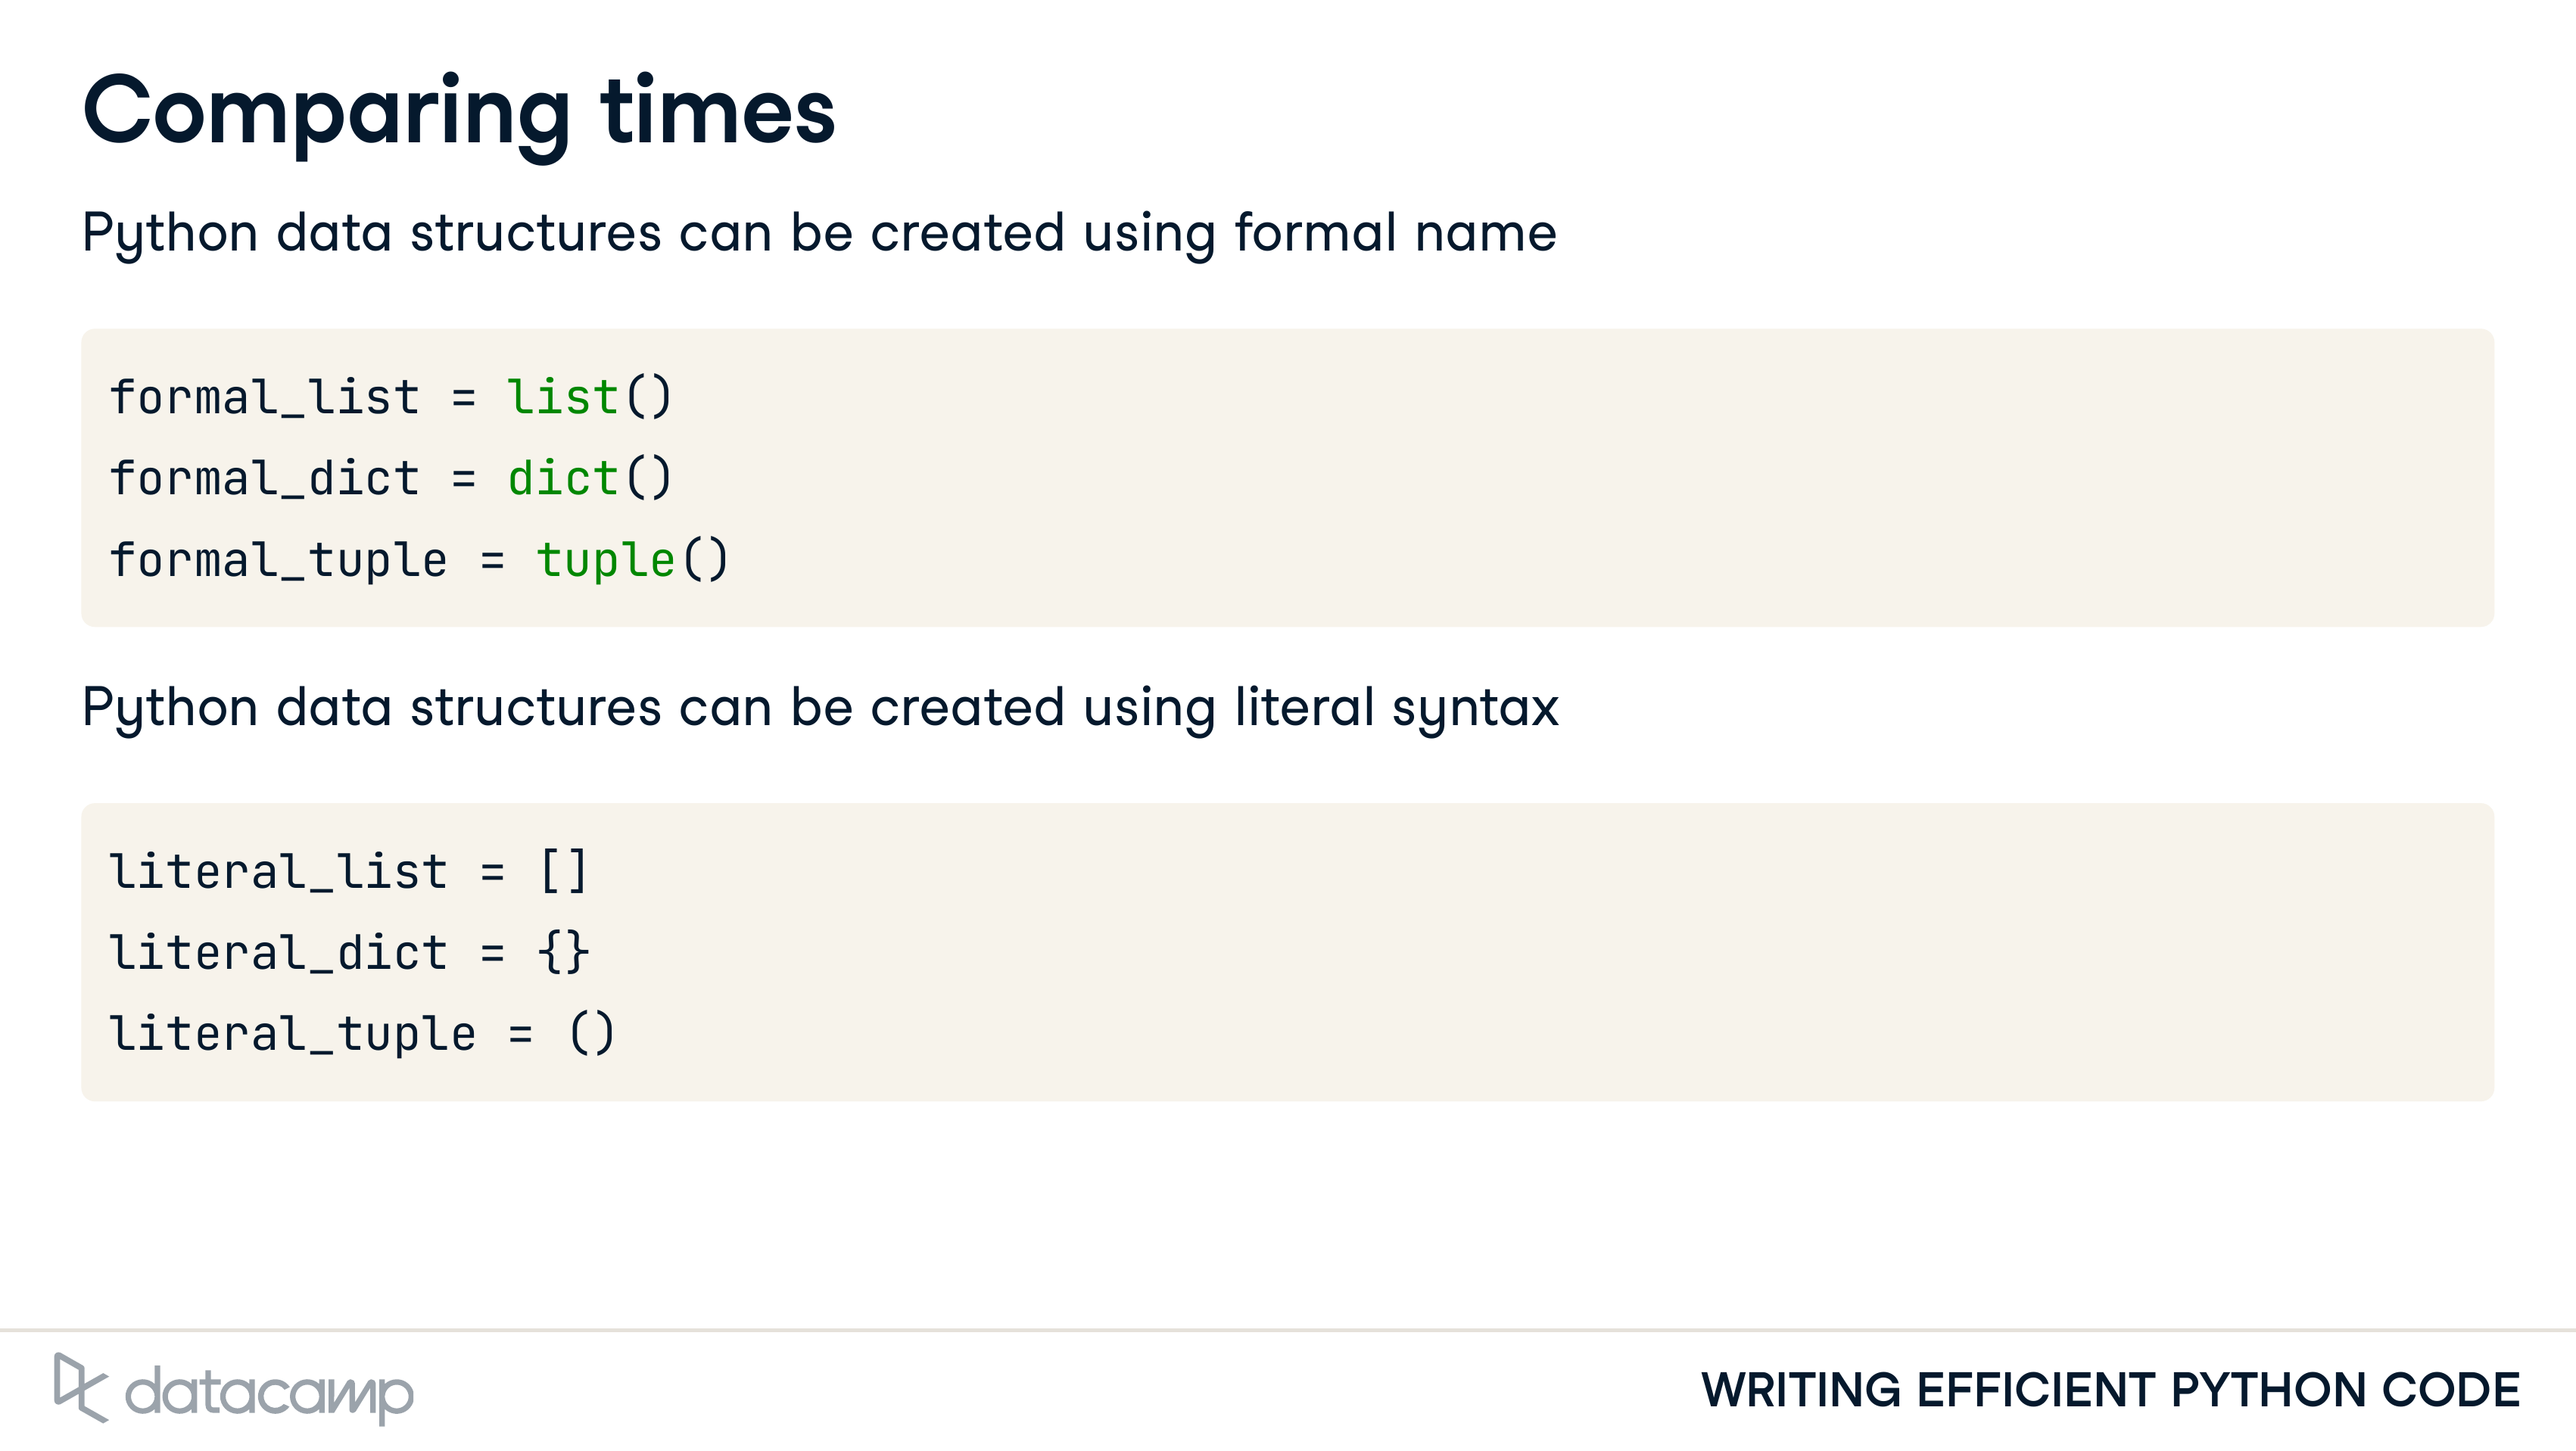 Comparing times
Python data structures can be created using formal name
formal_list = list()
formal_dict = dict()
formal_tuple = tuple()
Python data structures can be created using literal syntax
literal_list = []
literal_dict = {}
literal_tuple = ()
datacamp
WRITING EFFICIENT PYTHON CODE